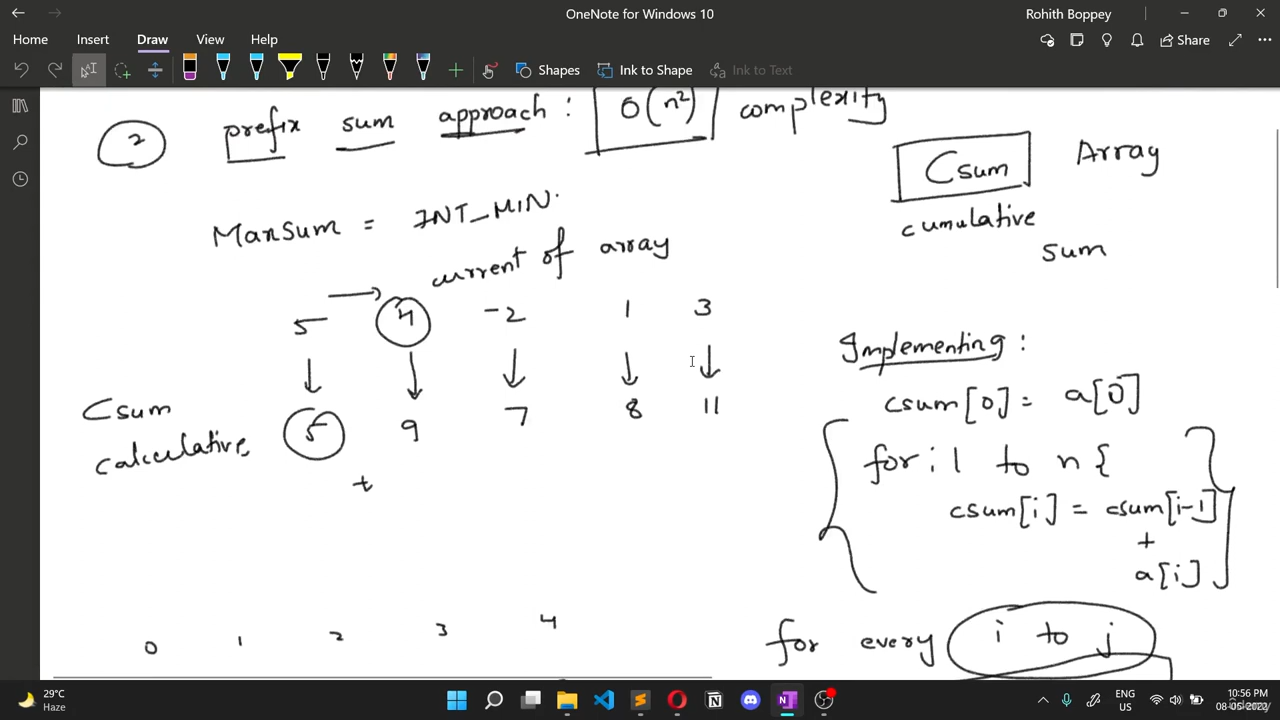 OneNote for Windows 10
Rohith Boppey
Home Insert Draw View Help
Share
Shapes Ink to Shape Ink to Text
2 prefix sum approach : O(n²) complexity
Csum Array
cumulative
sum
MaxSum = INT_MIN.
current of array
5 4 -2 1 3
Csum
calculative
5 9 7 8 11
+
Implementing :
csum[0] = a[0]
for i 1 to n {
csum[i] = csum[i-1]
+
a[i]
}
0 1 2 3 4
for every i to j
29°C
Haze
ENG
US
10:56 PM
08-05-2022